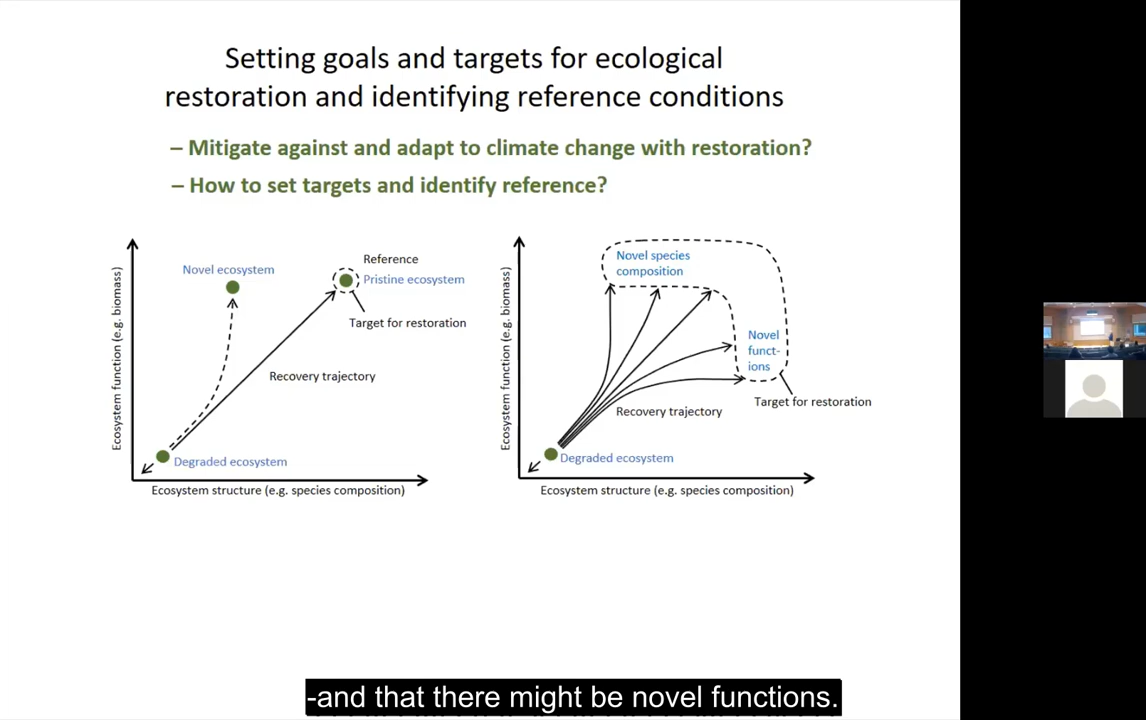 Setting goals and targets for ecological
restoration and identifying reference conditions
– Mitigate against and adapt to climate change with restoration?
– How to set targets and identify reference?
Ecosystem function (e.g. biomass)
Novel ecosystem
Reference
Pristine ecosystem
Target for restoration
Recovery trajectory
Degraded ecosystem
Ecosystem structure (e.g. species composition)
Ecosystem function (e.g. biomass)
Novel species
composition
Novel
funct-
ions
Target for restoration
Recovery trajectory
Degraded ecosystem
Ecosystem structure (e.g. species composition)
-and that there might be novel functions.